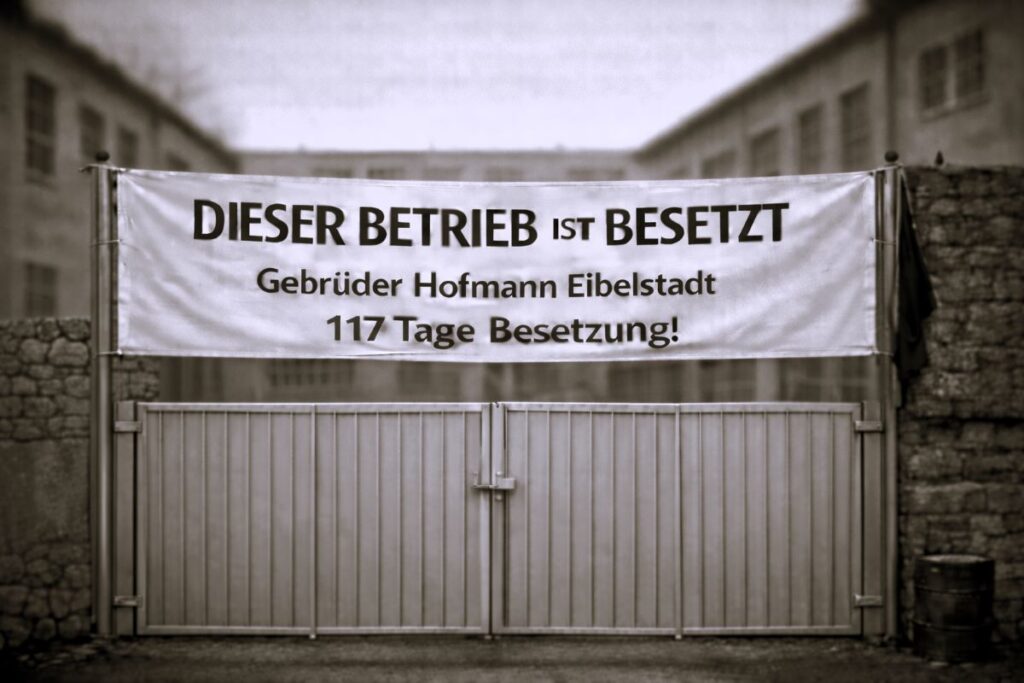 DIESER BETRIEB IST BESETZT
Gebrüder Hofmann Eibelstadt
117 Tage Besetzung!